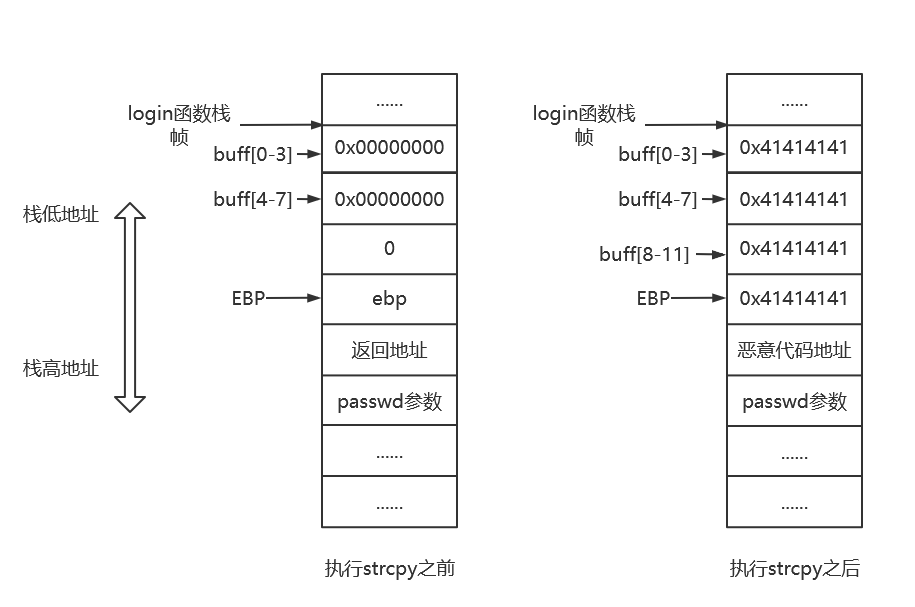 ......
login函数栈
帧
buff[0-3]
0x00000000
buff[4-7]
0x00000000
栈低地址
0
EBP
ebp
返回地址
栈高地址
passwd参数
......
......
执行strcpy之前
......
login函数栈
帧
buff[0-3]
0x41414141
buff[4-7]
0x41414141
buff[8-11]
0x41414141
EBP
0x41414141
恶意代码地址
passwd参数
......
......
执行strcpy之后